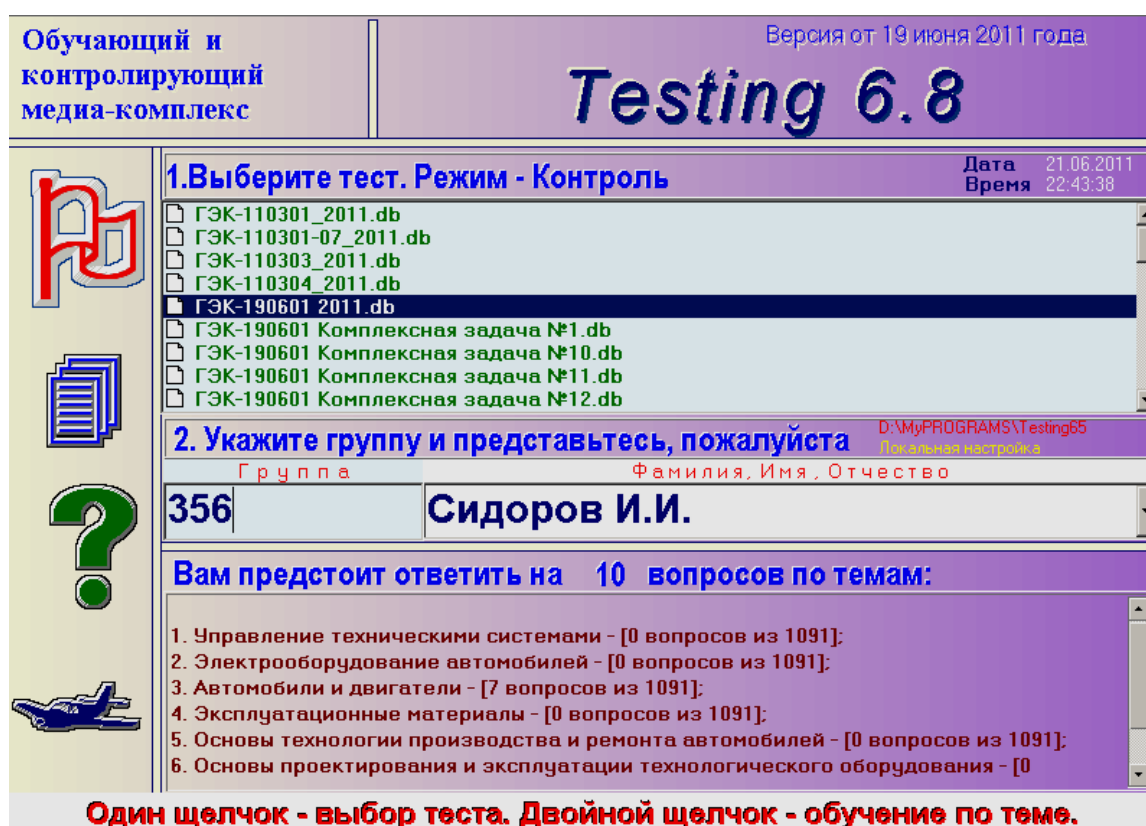 Обучающий и
контролирующий
медиа-комплекс
Версия от 19 июня 2011 года
Testing 6.8
1.Выберите тест. Режим - Контроль
Дата 21.06.2011
Время 22:43:38
ГЭК-110301_2011.db
ГЭК-110301-07_2011.db
ГЭК-110303_2011.db
ГЭК-110304_2011.db
ГЭК-190601 2011.db
ГЭК-190601 Комплексная задача №1.db
ГЭК-190601 Комплексная задача №10.db
ГЭК-190601 Комплексная задача №11.db
ГЭК-190601 Комплексная задача №12.db
2. Укажите группу и представьтесь, пожалуйста
D:\MyPROGRAMS\Testing65
Локальная настройка
Группа Фамилия, Имя, Отчество
356 Сидоров И.И.
Вам предстоит ответить на 10 вопросов по темам:
1. Управление техническими системами - [0 вопросов из 1091];
2. Электрооборудование автомобилей - [0 вопросов из 1091];
3. Автомобили и двигатели - [7 вопросов из 1091];
4. Эксплуатационные материалы - [0 вопросов из 1091];
5. Основы технологии производства и ремонта автомобилей - [0 вопросов из 1091];
6. Основы проектирования и эксплуатации технологического оборудования - [0
Один щелчок - выбор теста. Двойной щелчок - обучение по теме.